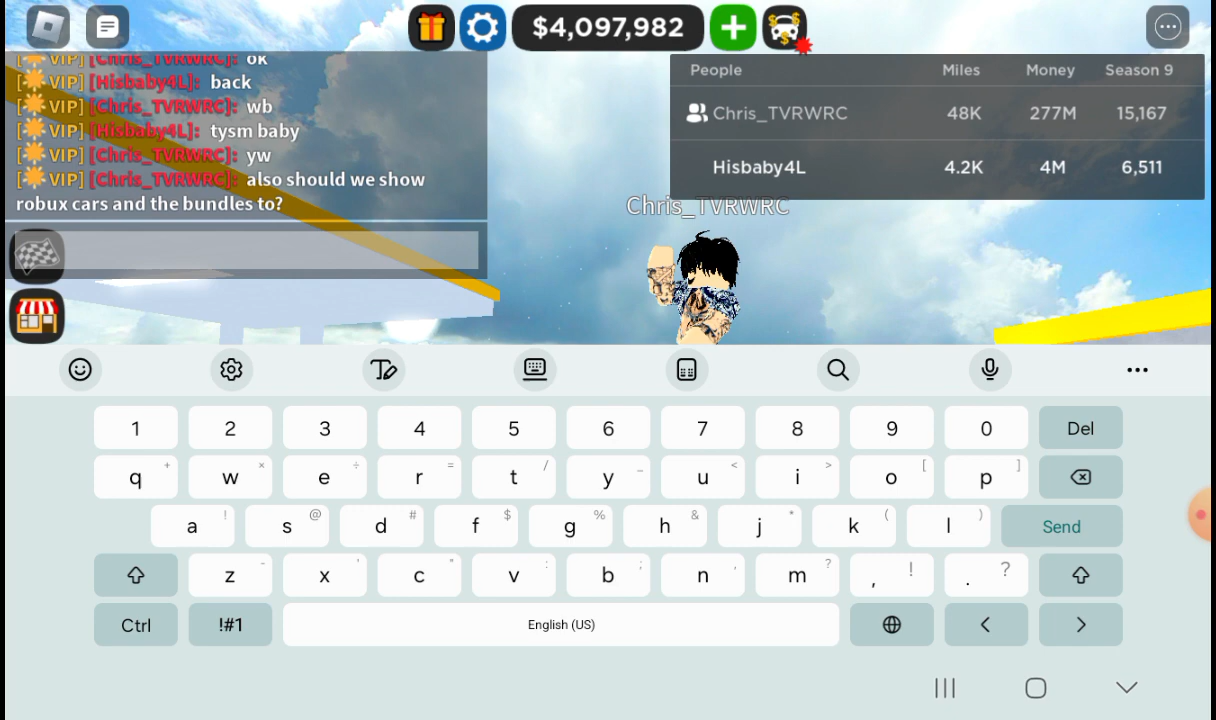 $4,097,982
[VIP] [Chris_TVRWRC]: ok
[VIP] [Hisbaby4L]: back
[VIP] [Chris_TVRWRC]: wb
[VIP] [Hisbaby4L]: tysm baby
[VIP] [Chris_TVRWRC]: yw
[VIP] [Chris_TVRWRC]: also should we show
robux cars and the bundles to?
People Miles Money Season 9
Chris_TVRWRC 48K 277M 15,167
Hisbaby4L 4.2K 4M 6,511
Chris_TVRWRC
1 2 3 4 5 6 7 8 9 0 Del
q + w × e ÷ r = t / y _ u < i > o [ p ]
a ! s @ d # f $ g % h & j * k ( l ) Send
z - x ' c " v : b ; n , m ? , ! . ?
Ctrl !#1 English (US) < >